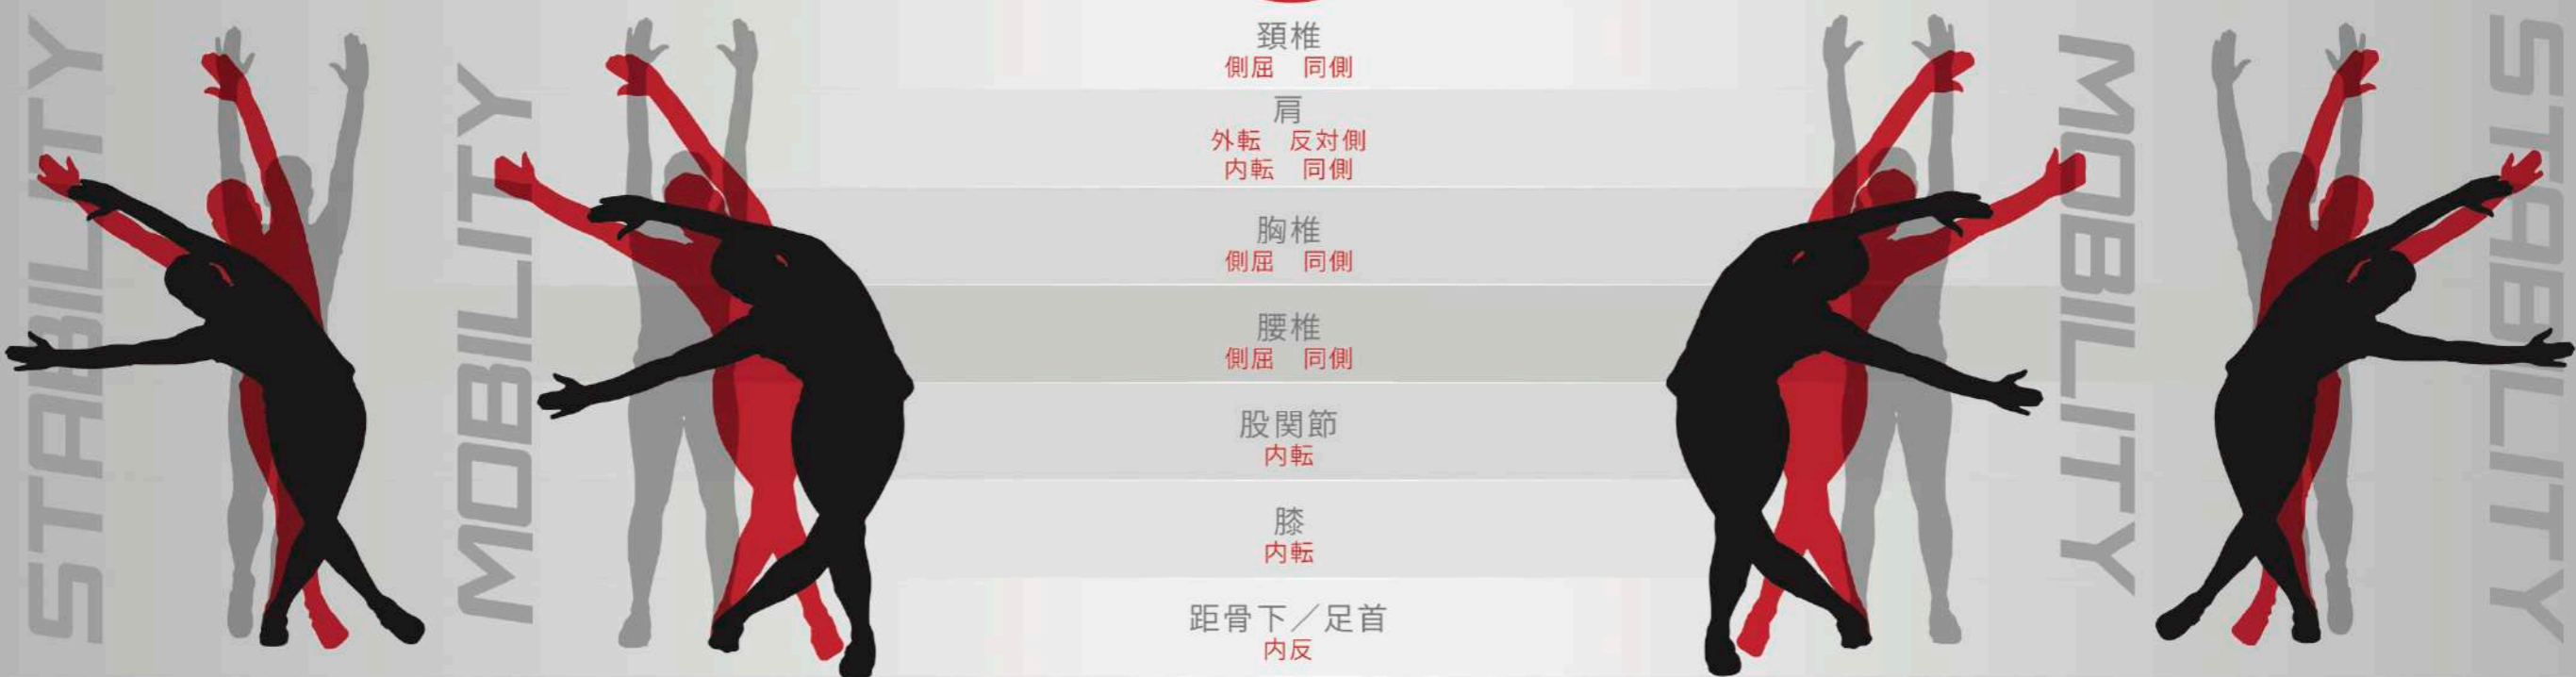 STABILITY
MOBILITY
頚椎
側屈　同側
肩
外転　反対側
内転　同側
胸椎
側屈　同側
腰椎
側屈　同側
股関節
内転
膝
内転
距骨下／足首
内反
MOBILITY
STABILITY